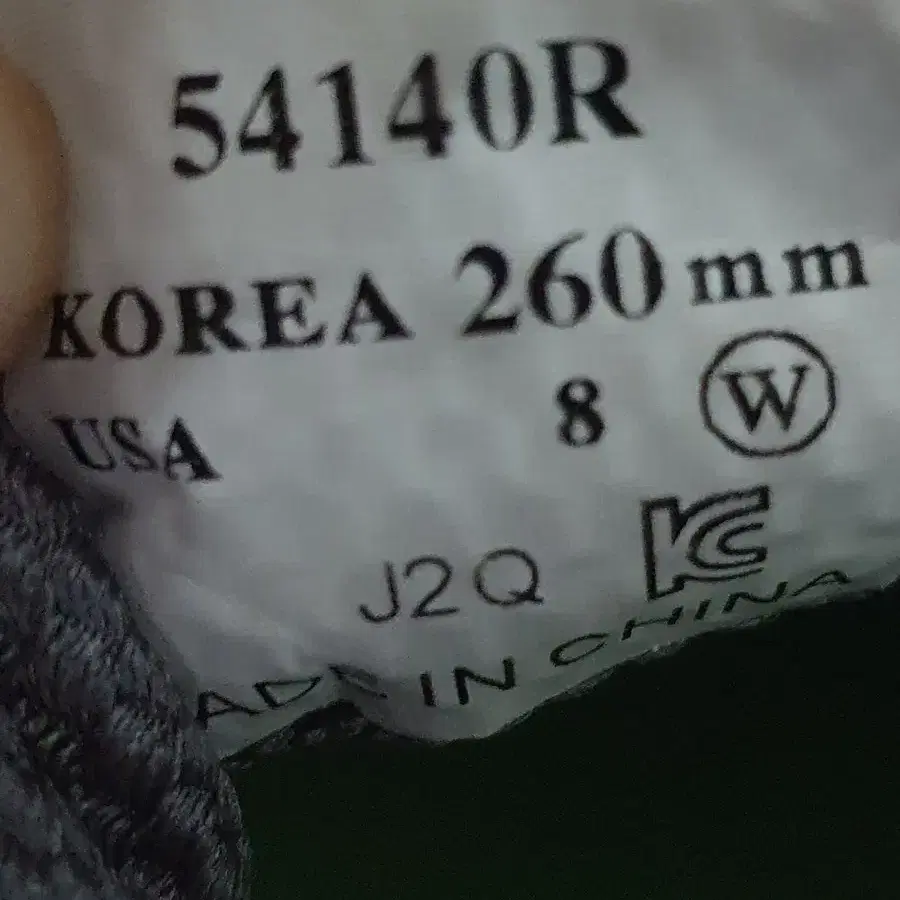 54140R
KOREA 260 mm
USA 8 W
J2Q KC
MADE IN CHINA